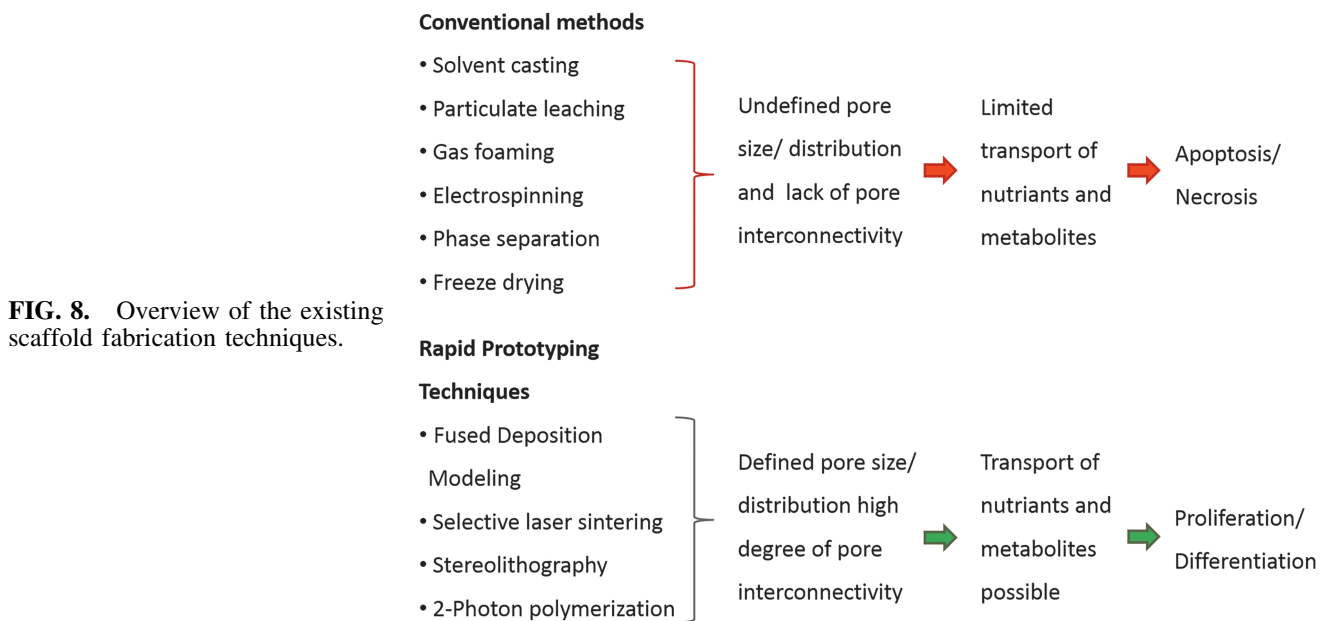 FIG. 8. Overview of the existing
scaffold fabrication techniques.
Conventional methods
• Solvent casting
• Particulate leaching
• Gas foaming
• Electrospinning
• Phase separation
• Freeze drying
Undefined pore
size/ distribution
and lack of pore
interconnectivity
Limited
transport of
nutriants and
metabolites
Apoptosis/
Necrosis
Rapid Prototyping
Techniques
• Fused Deposition
Modeling
• Selective laser sintering
• Stereolithography
• 2-Photon polymerization
Defined pore size/
distribution high
degree of pore
interconnectivity
Transport of
nutriants and
metabolites
possible
Proliferation/
Differentiation